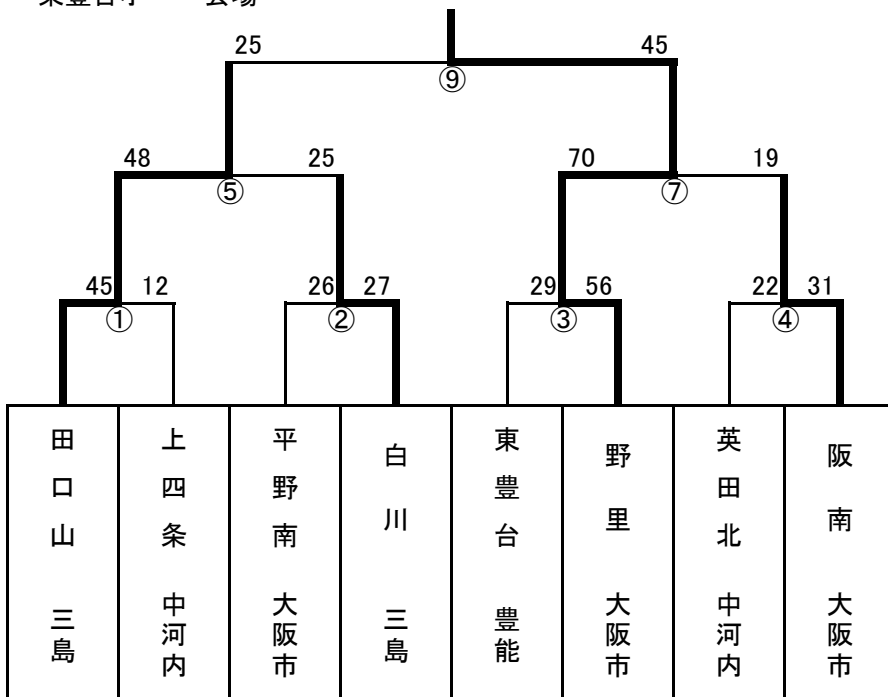 25 45
⑨
48 25 70 19
⑤ ⑦
45 12 26 27 29 56 22 31
① ② ③ ④
田口山 三島
上四条 中河内
平野南 大阪市
白川 三島
東豊台 豊能
野里 大阪市
英田北 中河内
阪南 大阪市